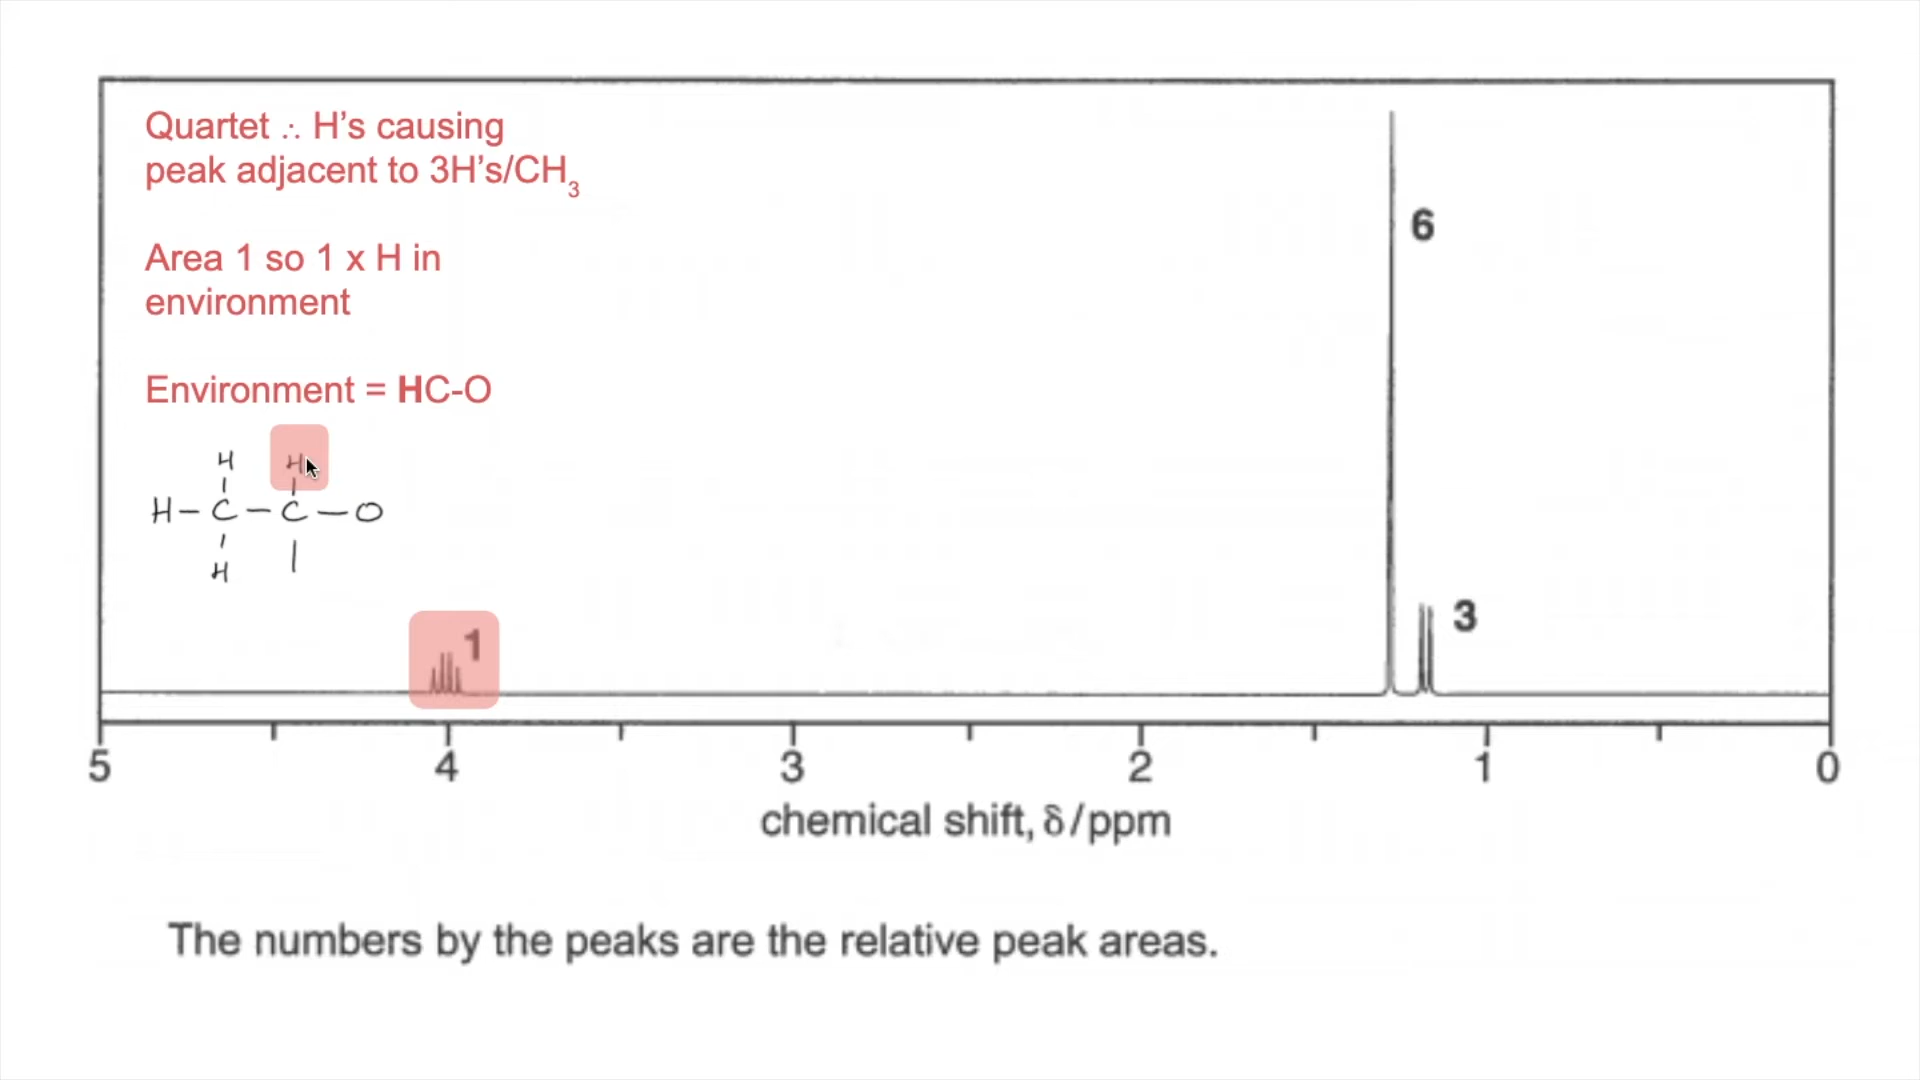 Quartet ∴ H’s causing
peak adjacent to 3H’s/CH₃
Area 1 so 1 x H in
environment
Environment = HC-O
H H
H – C – C – O
H
1
6
3
5 4 3 2 1 0
chemical shift, δ/ppm
The numbers by the peaks are the relative peak areas.